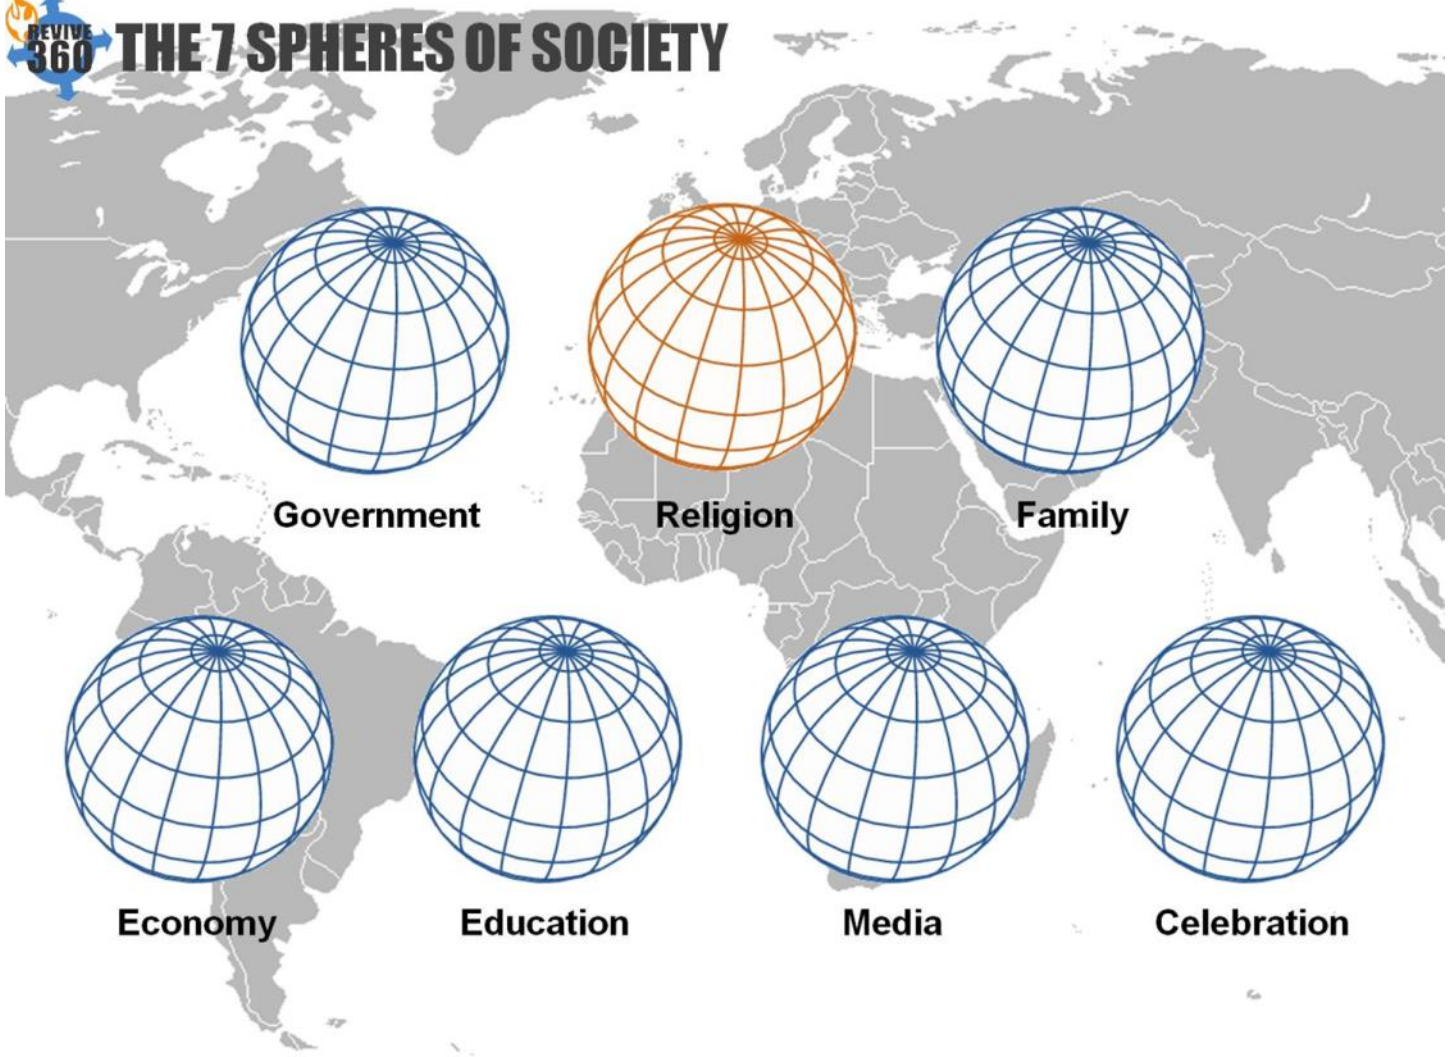 REVIVE
360
THE 7 SPHERES OF SOCIETY
Government
Religion
Family
Economy
Education
Media
Celebration